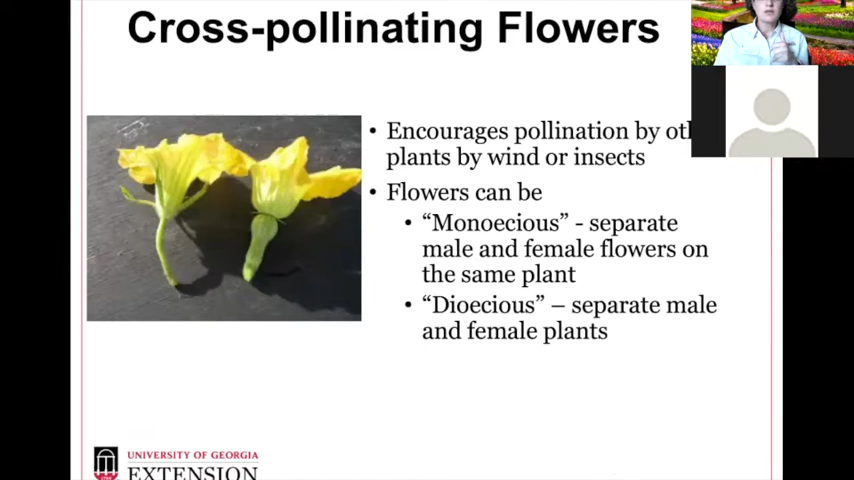 Cross-pollinating Flowers
• Encourages pollination by
plants by wind or insects
• Flowers can be
• “Monoecious” - separate
male and female flowers on
the same plant
• “Dioecious” – separate male
and female plants
UNIVERSITY OF GEORGIA
EXTENSION